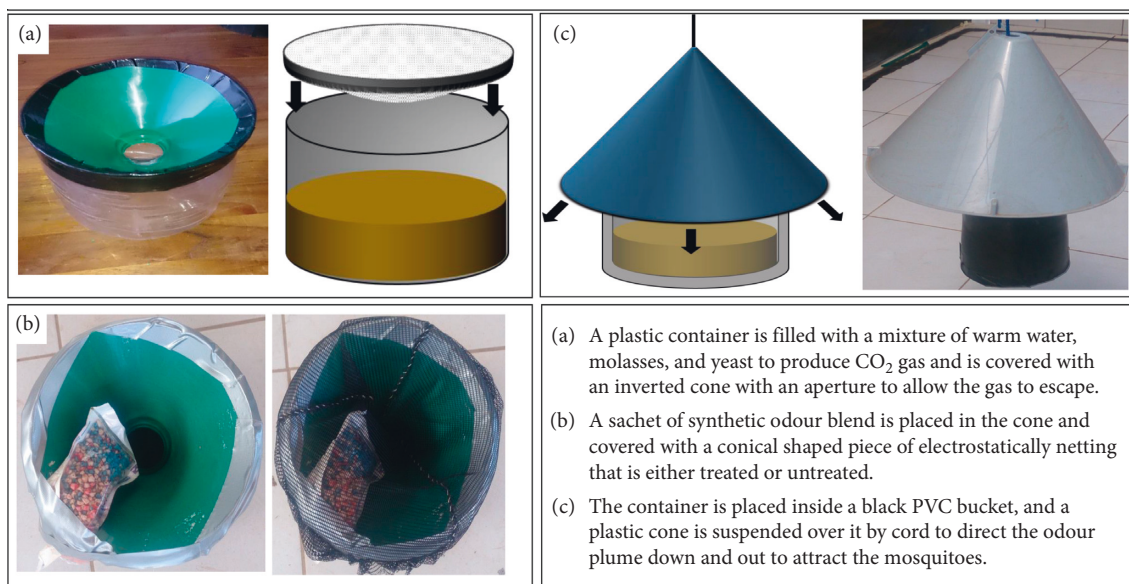 (a)
(c)
(b)
(a) A plastic container is filled with a mixture of warm water,
molasses, and yeast to produce CO₂ gas and is covered with
an inverted cone with an aperture to allow the gas to escape.
(b) A sachet of synthetic odour blend is placed in the cone and
covered with a conical shaped piece of electrostatically netting
that is either treated or untreated.
(c) The container is placed inside a black PVC bucket, and a
plastic cone is suspended over it by cord to direct the odour
plume down and out to attract the mosquitoes.